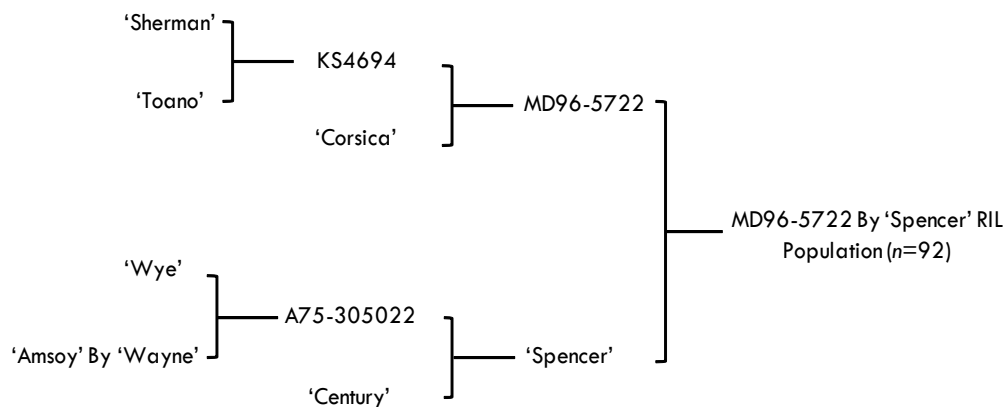 ‘Sherman’
KS4694
‘Toano’
MD96-5722
‘Corsica’
MD96-5722 By ‘Spencer’ RIL
Population (n=92)
‘Wye’
A75-305022
‘Amsoy’ By ‘Wayne’
‘Spencer’
‘Century’